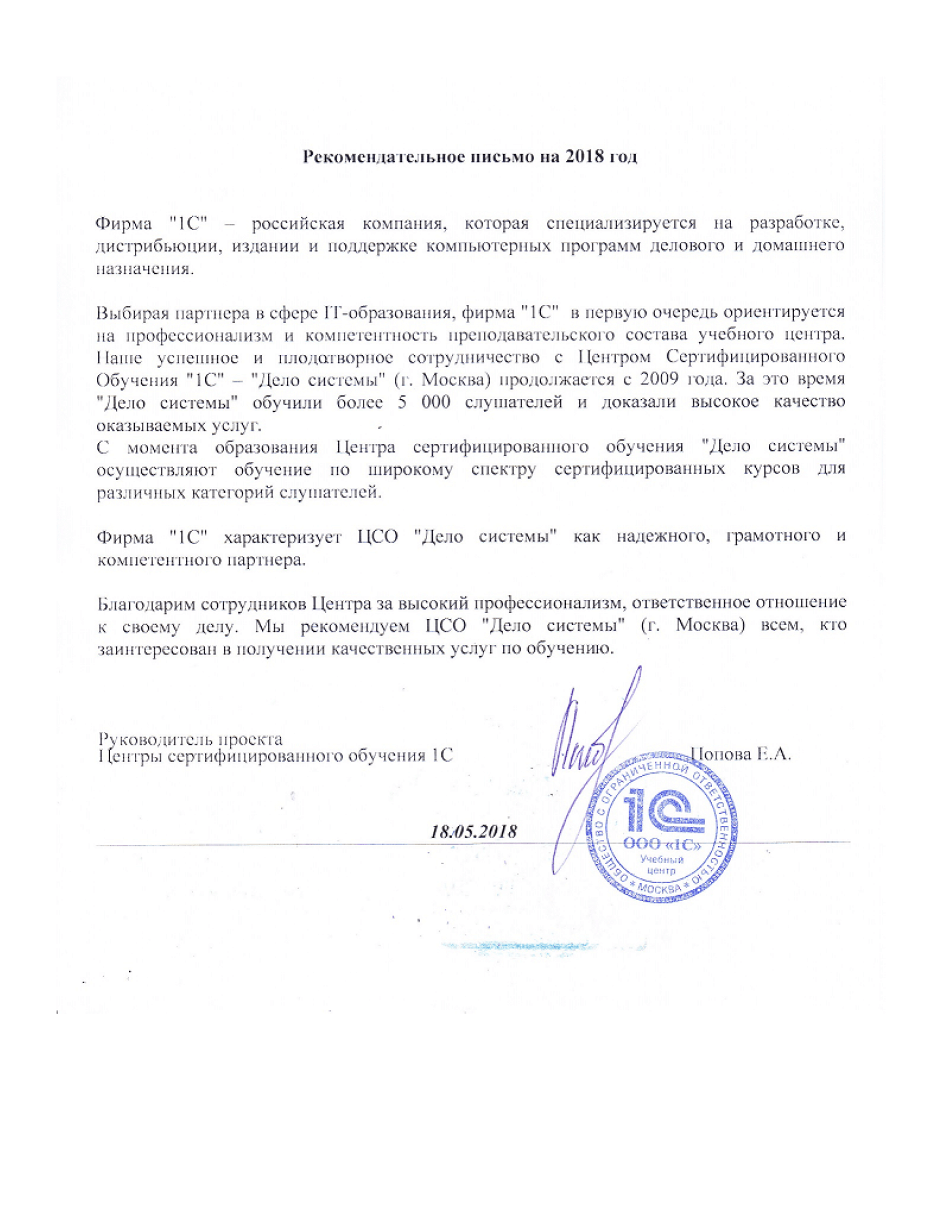 Рекомендательное письмо на 2018 год
Фирма "1С" – российская компания, которая специализируется на разработке,
дистрибьюции, издании и поддержке компьютерных программ делового и домашнего
назначения.
Выбирая партнера в сфере IT-образования, фирма "1С" в первую очередь ориентируется
на профессионализм и компетентность преподавательского состава учебного центра.
Наше успешное и плодотворное сотрудничество с Центром Сертифицированного
Обучения "1С" – "Дело системы" (г. Москва) продолжается с 2009 года. За это время
"Дело системы" обучили более 5 000 слушателей и доказали высокое качество
оказываемых услуг.
С момента образования Центра сертифицированного обучения "Дело системы"
осуществляют обучение по широкому спектру сертифицированных курсов для
различных категорий слушателей.
Фирма "1С" характеризует ЦСО "Дело системы" как надежного, грамотного и
компетентного партнера.
Благодарим сотрудников Центра за высокий профессионализм, ответственное отношение
к своему делу. Мы рекомендуем ЦСО "Дело системы" (г. Москва) всем, кто
заинтересован в получении качественных услуг по обучению.
Руководитель проекта
Центры сертифицированного обучения 1С
Попова Е.А.
18.05.2018
ОБЩЕСТВО С ОГРАНИЧЕННОЙ ОТВЕТСТВЕННОСТЬЮ
1С
ООО «1С»
Учебный
центр
* МОСКВА *